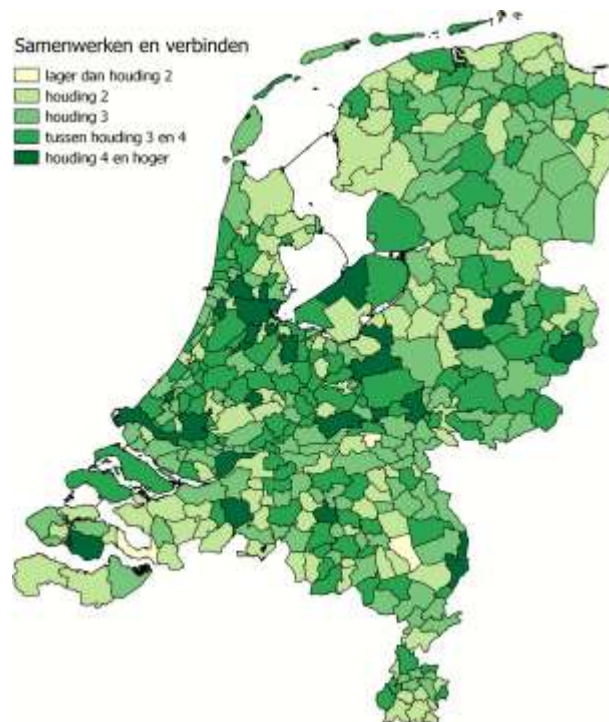 Samenwerken en verbinden
lager dan houding 2
houding 2
houding 3
tussen houding 3 en 4
houding 4 en hoger